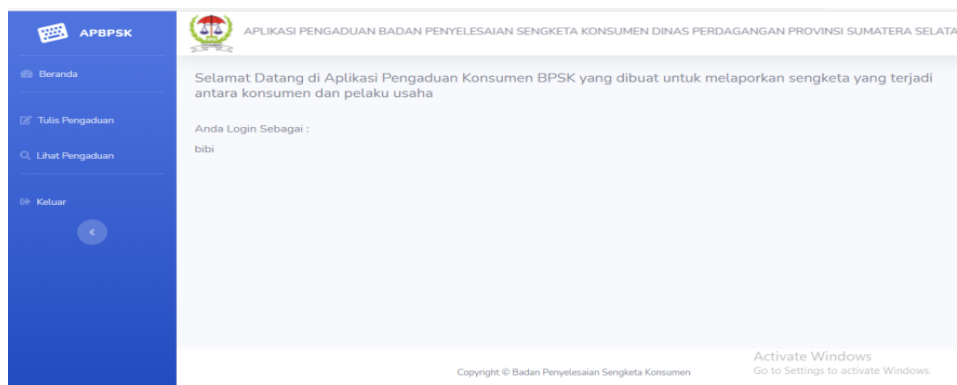 APBPSK
APLIKASI PENGADUAN BADAN PENYELESAIAN SENGKETA KONSUMEN DINAS PERDAGANGAN PROVINSI SUMATERA SELATA
Beranda
Tulis Pengaduan
Lihat Pengaduan
Keluar
Selamat Datang di Aplikasi Pengaduan Konsumen BPSK yang dibuat untuk melaporkan sengketa yang terjadi
antara konsumen dan pelaku usaha
Anda Login Sebagai :
bibi
Activate Windows
Go to Settings to activate Windows.
Copyright © Badan Penyelesaian Sengketa Konsumen